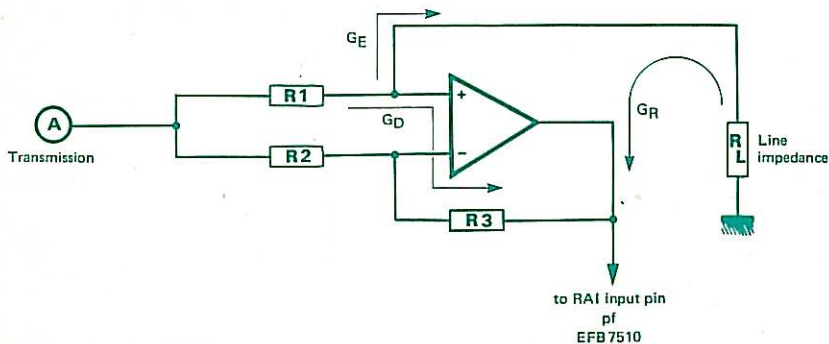 GE
R1
+
A
GD
GR
Transmission
R2
−
RL
Line
impedance
R3
to RAI input pin
pf
EFB7510